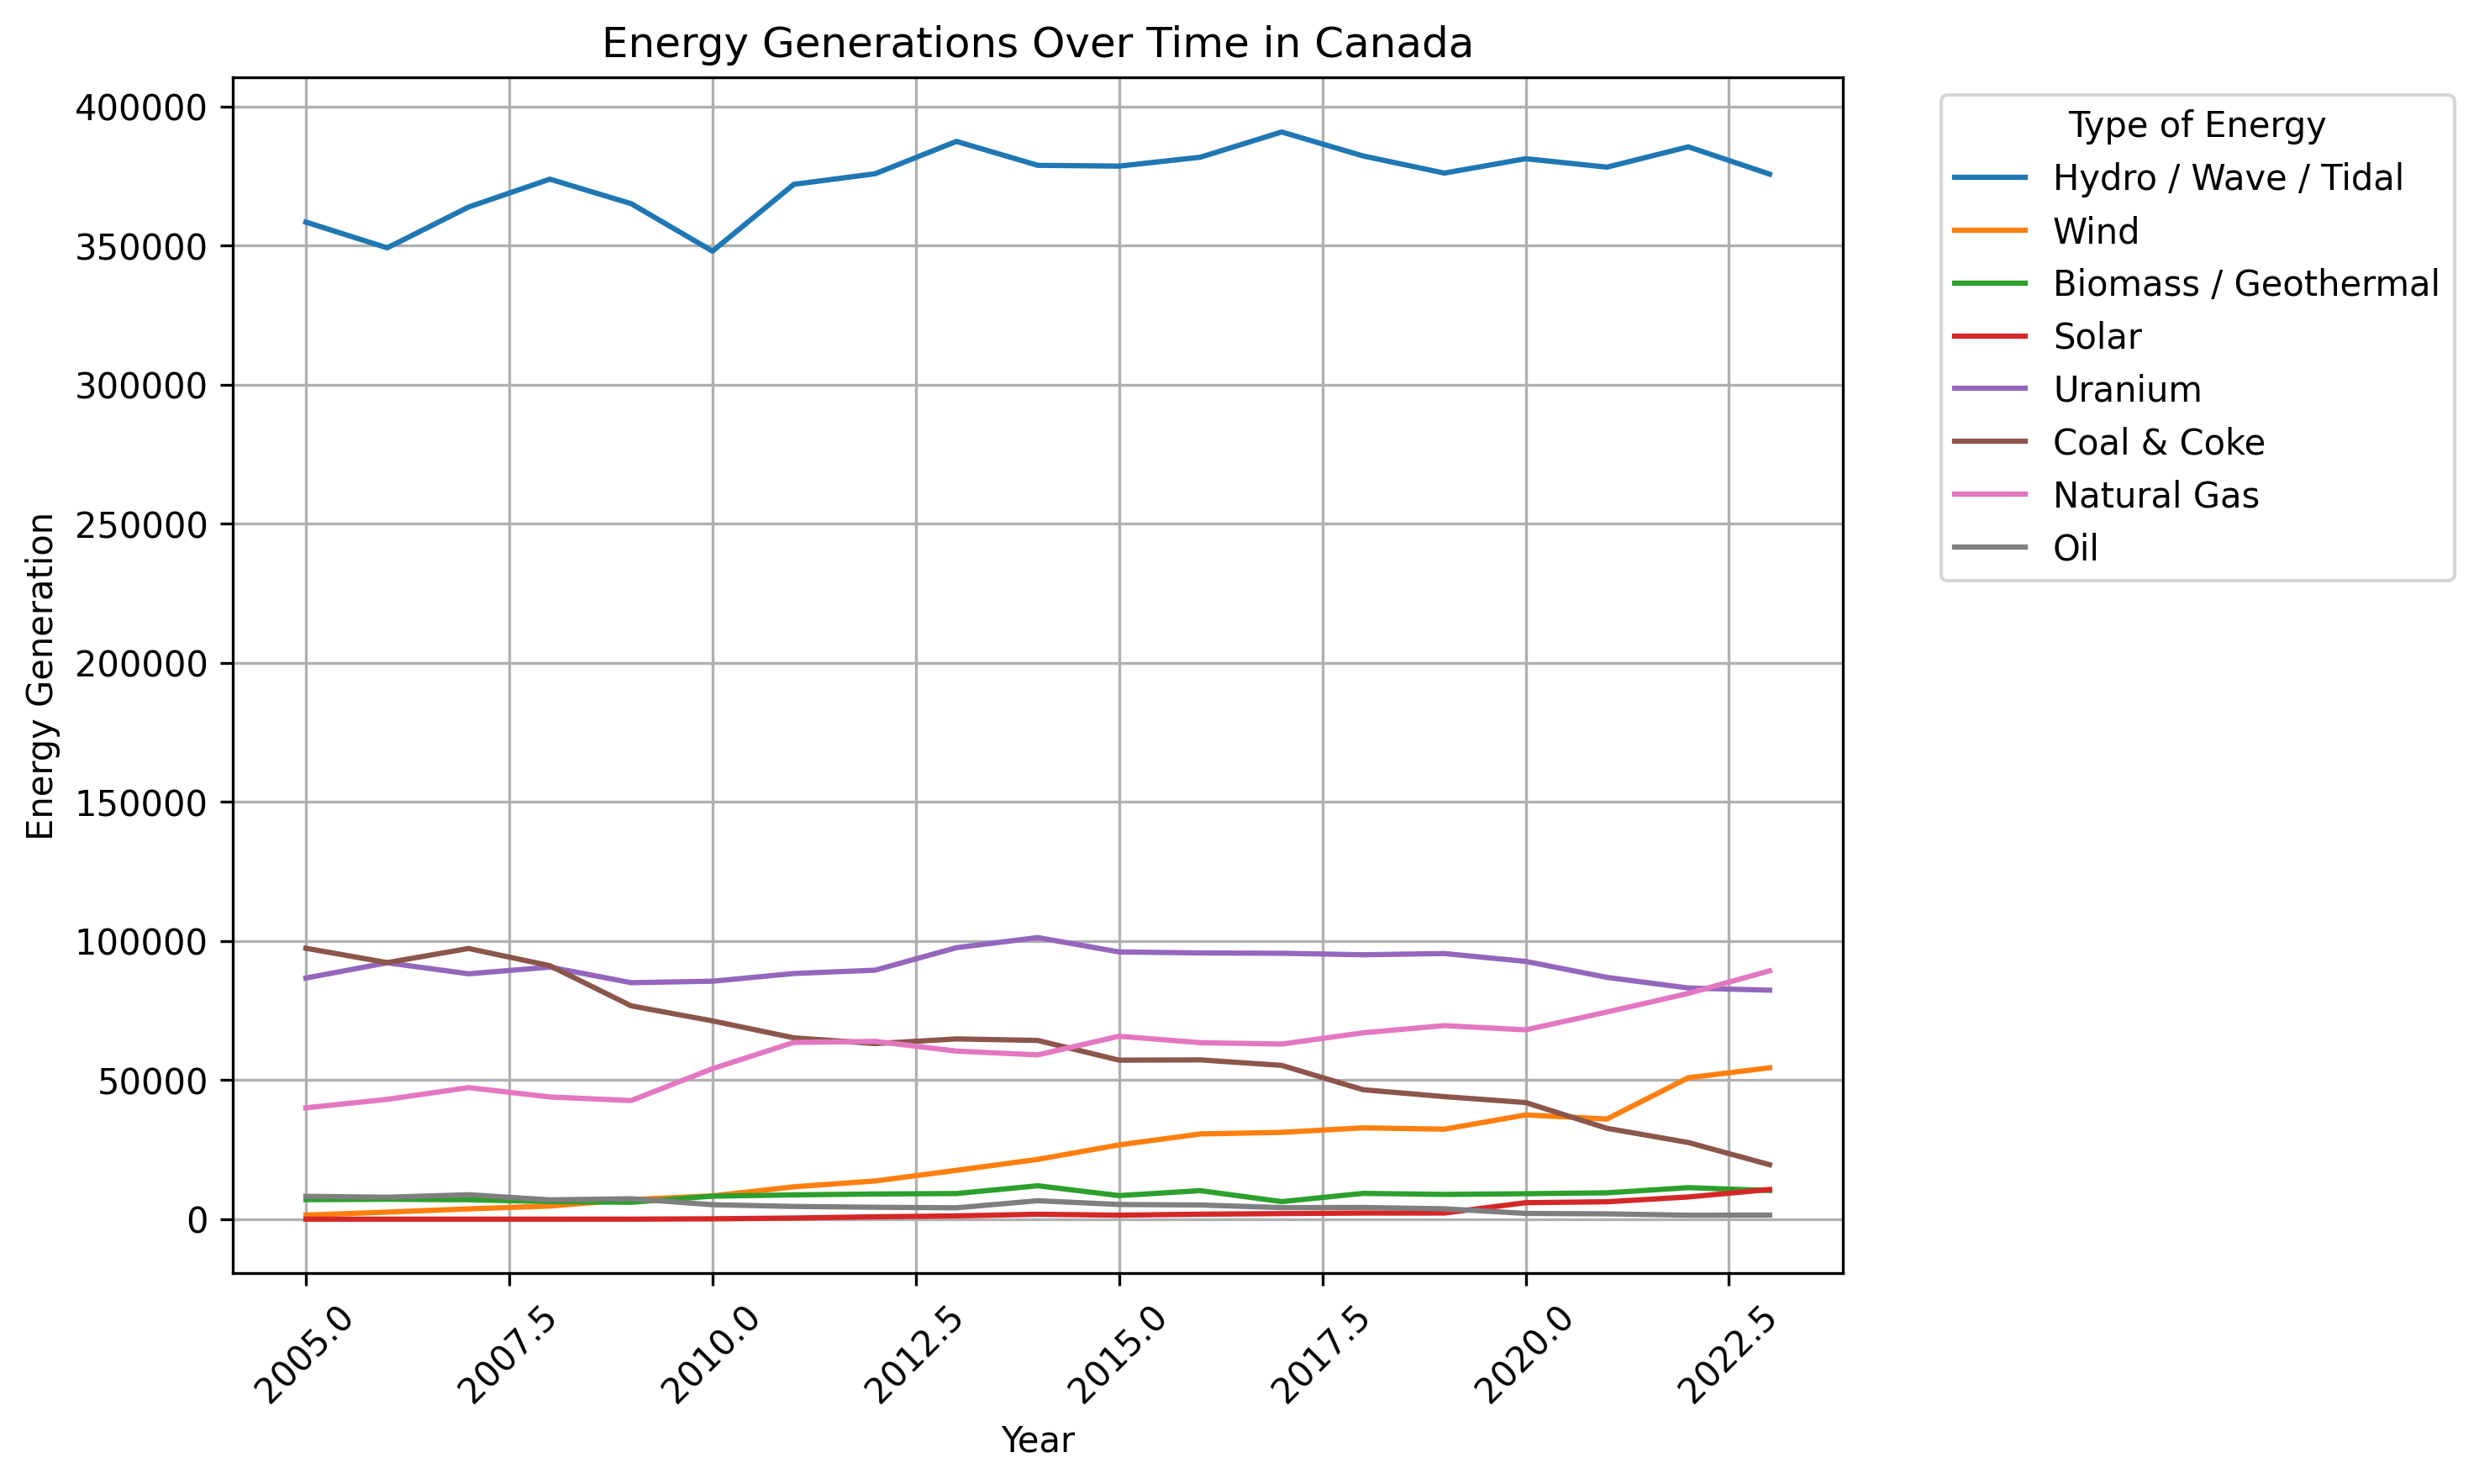 Energy Generations Over Time in Canada
Energy Generation
400000
350000
300000
250000
200000
150000
100000
50000
0
2005.0
2007.5
2010.0
2012.5
2015.0
2017.5
2020.0
2022.5
Year
Type of Energy
Hydro / Wave / Tidal
Wind
Biomass / Geothermal
Solar
Uranium
Coal & Coke
Natural Gas
Oil